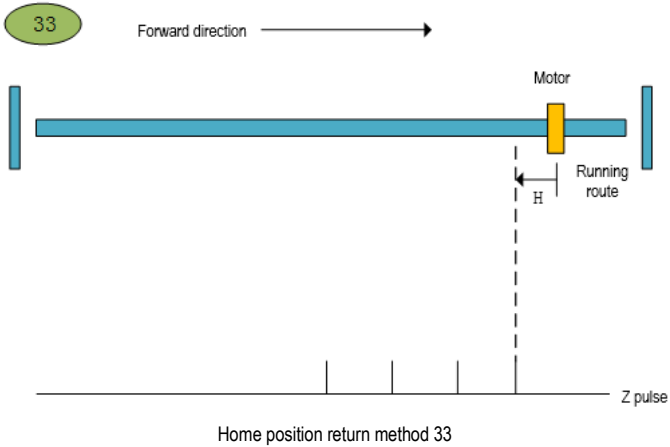 33
Forward direction
Motor
Running
route
H
Z pulse
Home position return method 33